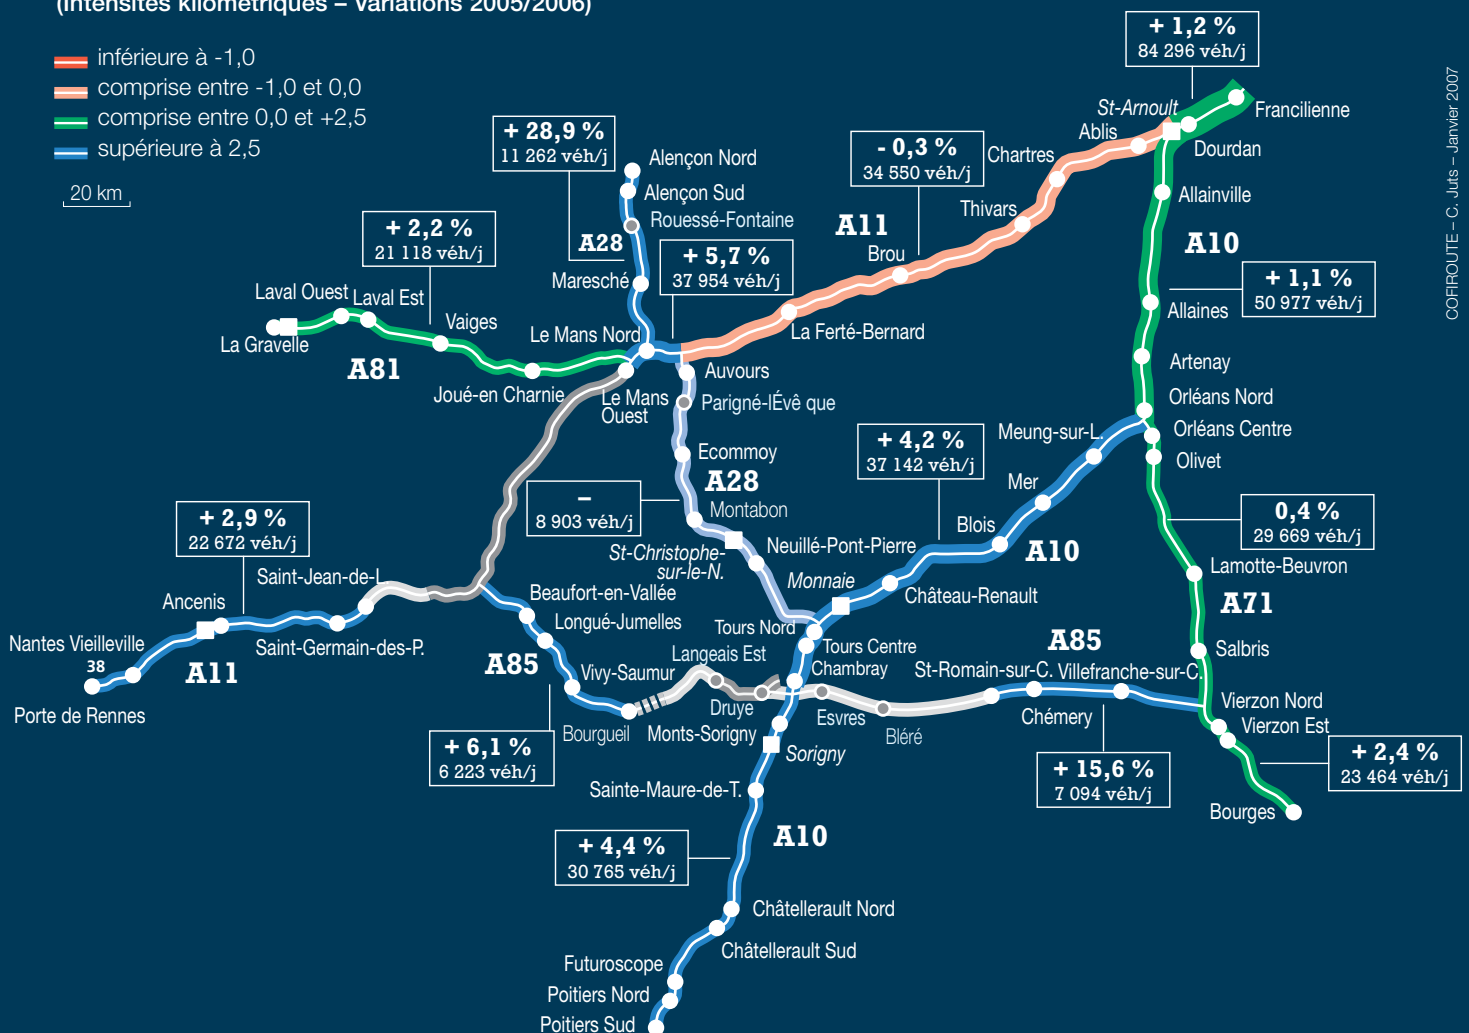 (Intensités kilométriques – Variations 2005/2006)
inférieure à -1,0
comprise entre -1,0 et 0,0
comprise entre 0,0 et +2,5
supérieure à 2,5
20 km
+ 1,2 %
84 296 véh/j
St-Arnoult
Francilienne
Ablis
Dourdan
COFIROUTE – C. Juts – Janvier 2007
+ 28,9 %
11 262 véh/j
Alençon Nord
Alençon Sud
Rouessé-Fontaine
A28
Maresché
- 0,3 %
34 550 véh/j
Chartres
Thivars
A11
Brou
Allainville
A10
+ 2,2 %
21 118 véh/j
+ 5,7 %
37 954 véh/j
+ 1,1 %
50 977 véh/j
Allaines
Laval Ouest
Laval Est
Vaiges
La Gravelle
A81
Le Mans Nord
La Ferté-Bernard
Joué-en Charnie
Le Mans
Ouest
Auvours
Parigné-lÉvê que
Artenay
Orléans Nord
Orléans Centre
Olivet
Meung-sur-L.
Mer
Blois
+ 4,2 %
37 142 véh/j
A10
Ecommoy
A28
Montabon
–
8 903 véh/j
St-Christophe-
sur-le-N.
Neuillé-Pont-Pierre
Monnaie
Château-Renault
0,4 %
29 669 véh/j
Lamotte-Beuvron
A71
Salbris
+ 2,9 %
22 672 véh/j
Saint-Jean-de-L.
Ancenis
Nantes Vieilleville
38
Porte de Rennes
A11
Saint-Germain-des-P.
Beaufort-en-Vallée
Longué-Jumelles
A85
Vivy-Saumur
Bourgueil
+ 6,1 %
6 223 véh/j
Tours Nord
Tours Centre
Langeais Est
Chambray
Druye
Esvres
Bléré
Monts-Sorigny
Sorigny
A85
St-Romain-sur-C.
Villefranche-sur-C.
Chémery
+ 15,6 %
7 094 véh/j
Vierzon Nord
Vierzon Est
+ 2,4 %
23 464 véh/j
Bourges
Sainte-Maure-de-T.
A10
+ 4,4 %
30 765 véh/j
Châtellerault Nord
Châtellerault Sud
Futuroscope
Poitiers Nord
Poitiers Sud